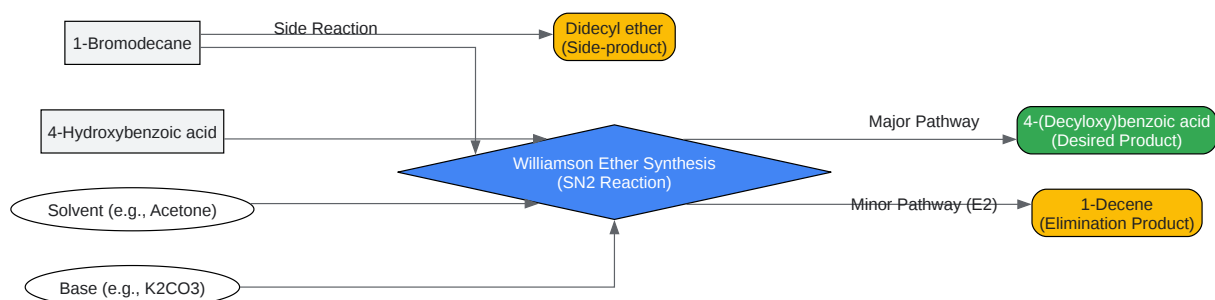 1-Bromodecane
Side Reaction
Didecyl ether
(Side-product)
4-Hydroxybenzoic acid
Major Pathway
4-(Decyloxy)benzoic acid
(Desired Product)
Williamson Ether Synthesis
(SN2 Reaction)
Solvent (e.g., Acetone)
Minor Pathway (E2)
1-Decene
(Elimination Product)
Base (e.g., K2CO3)